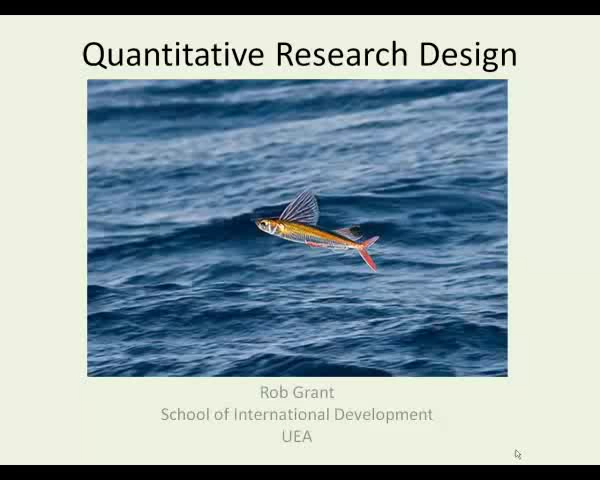 Quantitative Research Design
Rob Grant
School of International Development
UEA